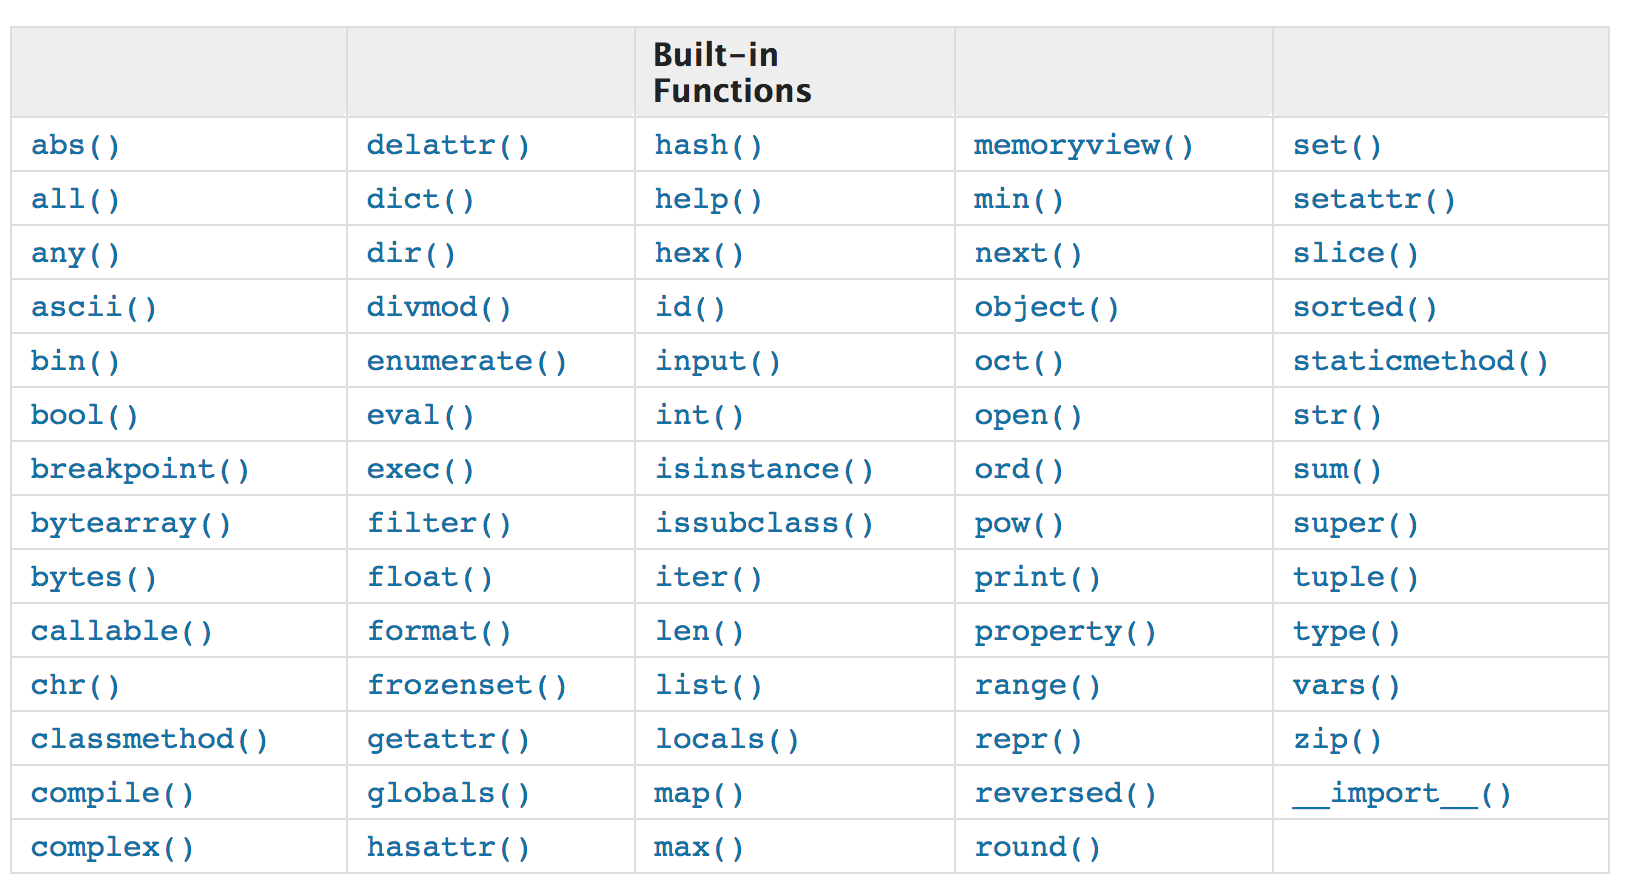 Built-in
Functions
abs() delattr() hash() memoryview() set()
all() dict() help() min() setattr()
any() dir() hex() next() slice()
ascii() divmod() id() object() sorted()
bin() enumerate() input() oct() staticmethod()
bool() eval() int() open() str()
breakpoint() exec() isinstance() ord() sum()
bytearray() filter() issubclass() pow() super()
bytes() float() iter() print() tuple()
callable() format() len() property() type()
chr() frozenset() list() range() vars()
classmethod() getattr() locals() repr() zip()
compile() globals() map() reversed() __import__()
complex() hasattr() max() round()